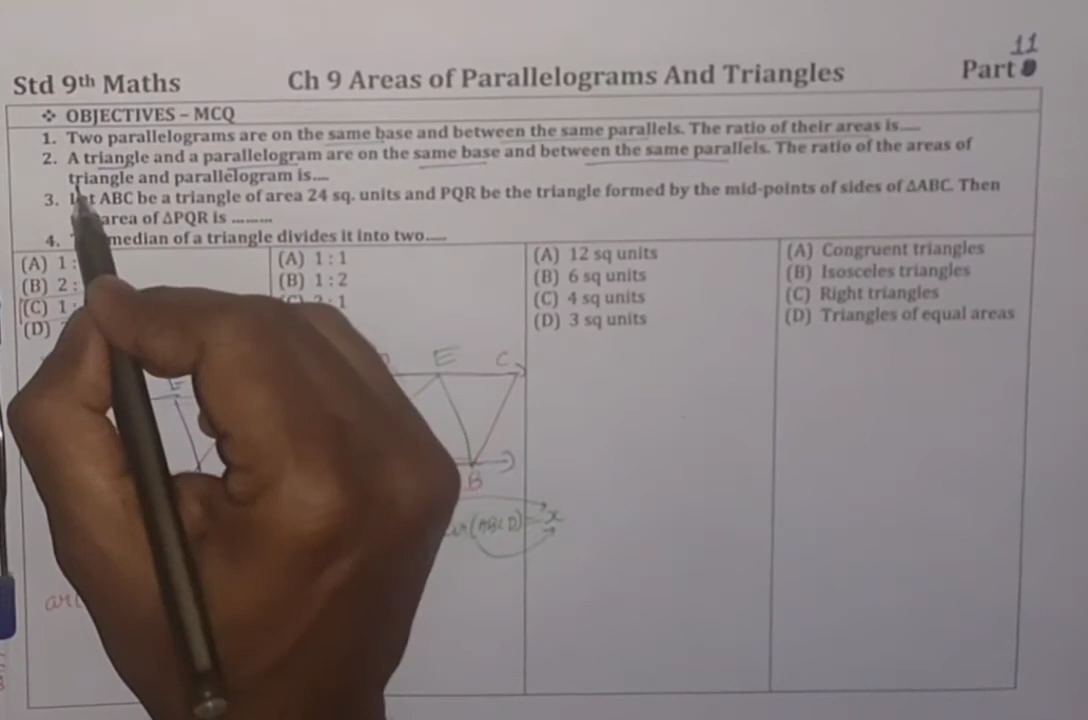 11
Std 9th Maths Ch 9 Areas of Parallelograms And Triangles Part
❖ OBJECTIVES – MCQ
1. Two parallelograms are on the same base and between the same parallels. The ratio of their areas is.....
2. A triangle and a parallelogram are on the same base and between the same parallels. The ratio of the areas of
triangle and parallelogram is....
3. Let ABC be a triangle of area 24 sq. units and PQR be the triangle formed by the mid-points of sides of ΔABC. Then
area of ΔPQR is .........
4. median of a triangle divides it into two.....
(A) 1 :
(B) 2 :
(C) 1 :
(D)
(A) 1 : 1
(B) 1 : 2
(C) 2 : 1
(A) 12 sq units
(B) 6 sq units
(C) 4 sq units
(D) 3 sq units
(A) Congruent triangles
(B) Isosceles triangles
(C) Right triangles
(D) Triangles of equal areas
E C
E
B
(ABCD) = x
ar(